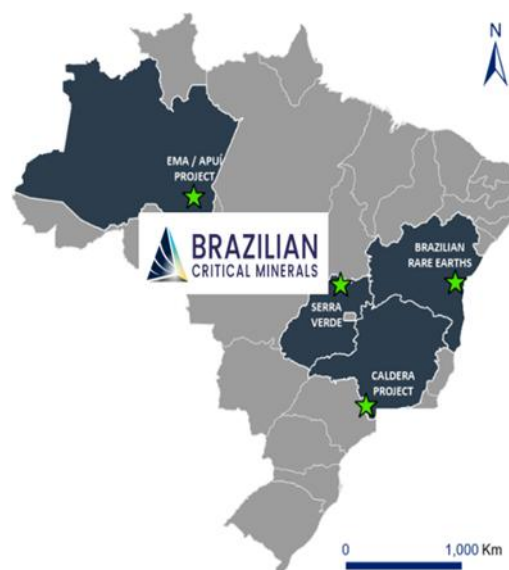 N
EMA / APUÍ
PROJECT
BRAZILIAN
CRITICAL MINERALS
BRAZILIAN
RARE EARTHS
SERRA
VERDE
CALDERA
PROJECT
0
1,000 Km